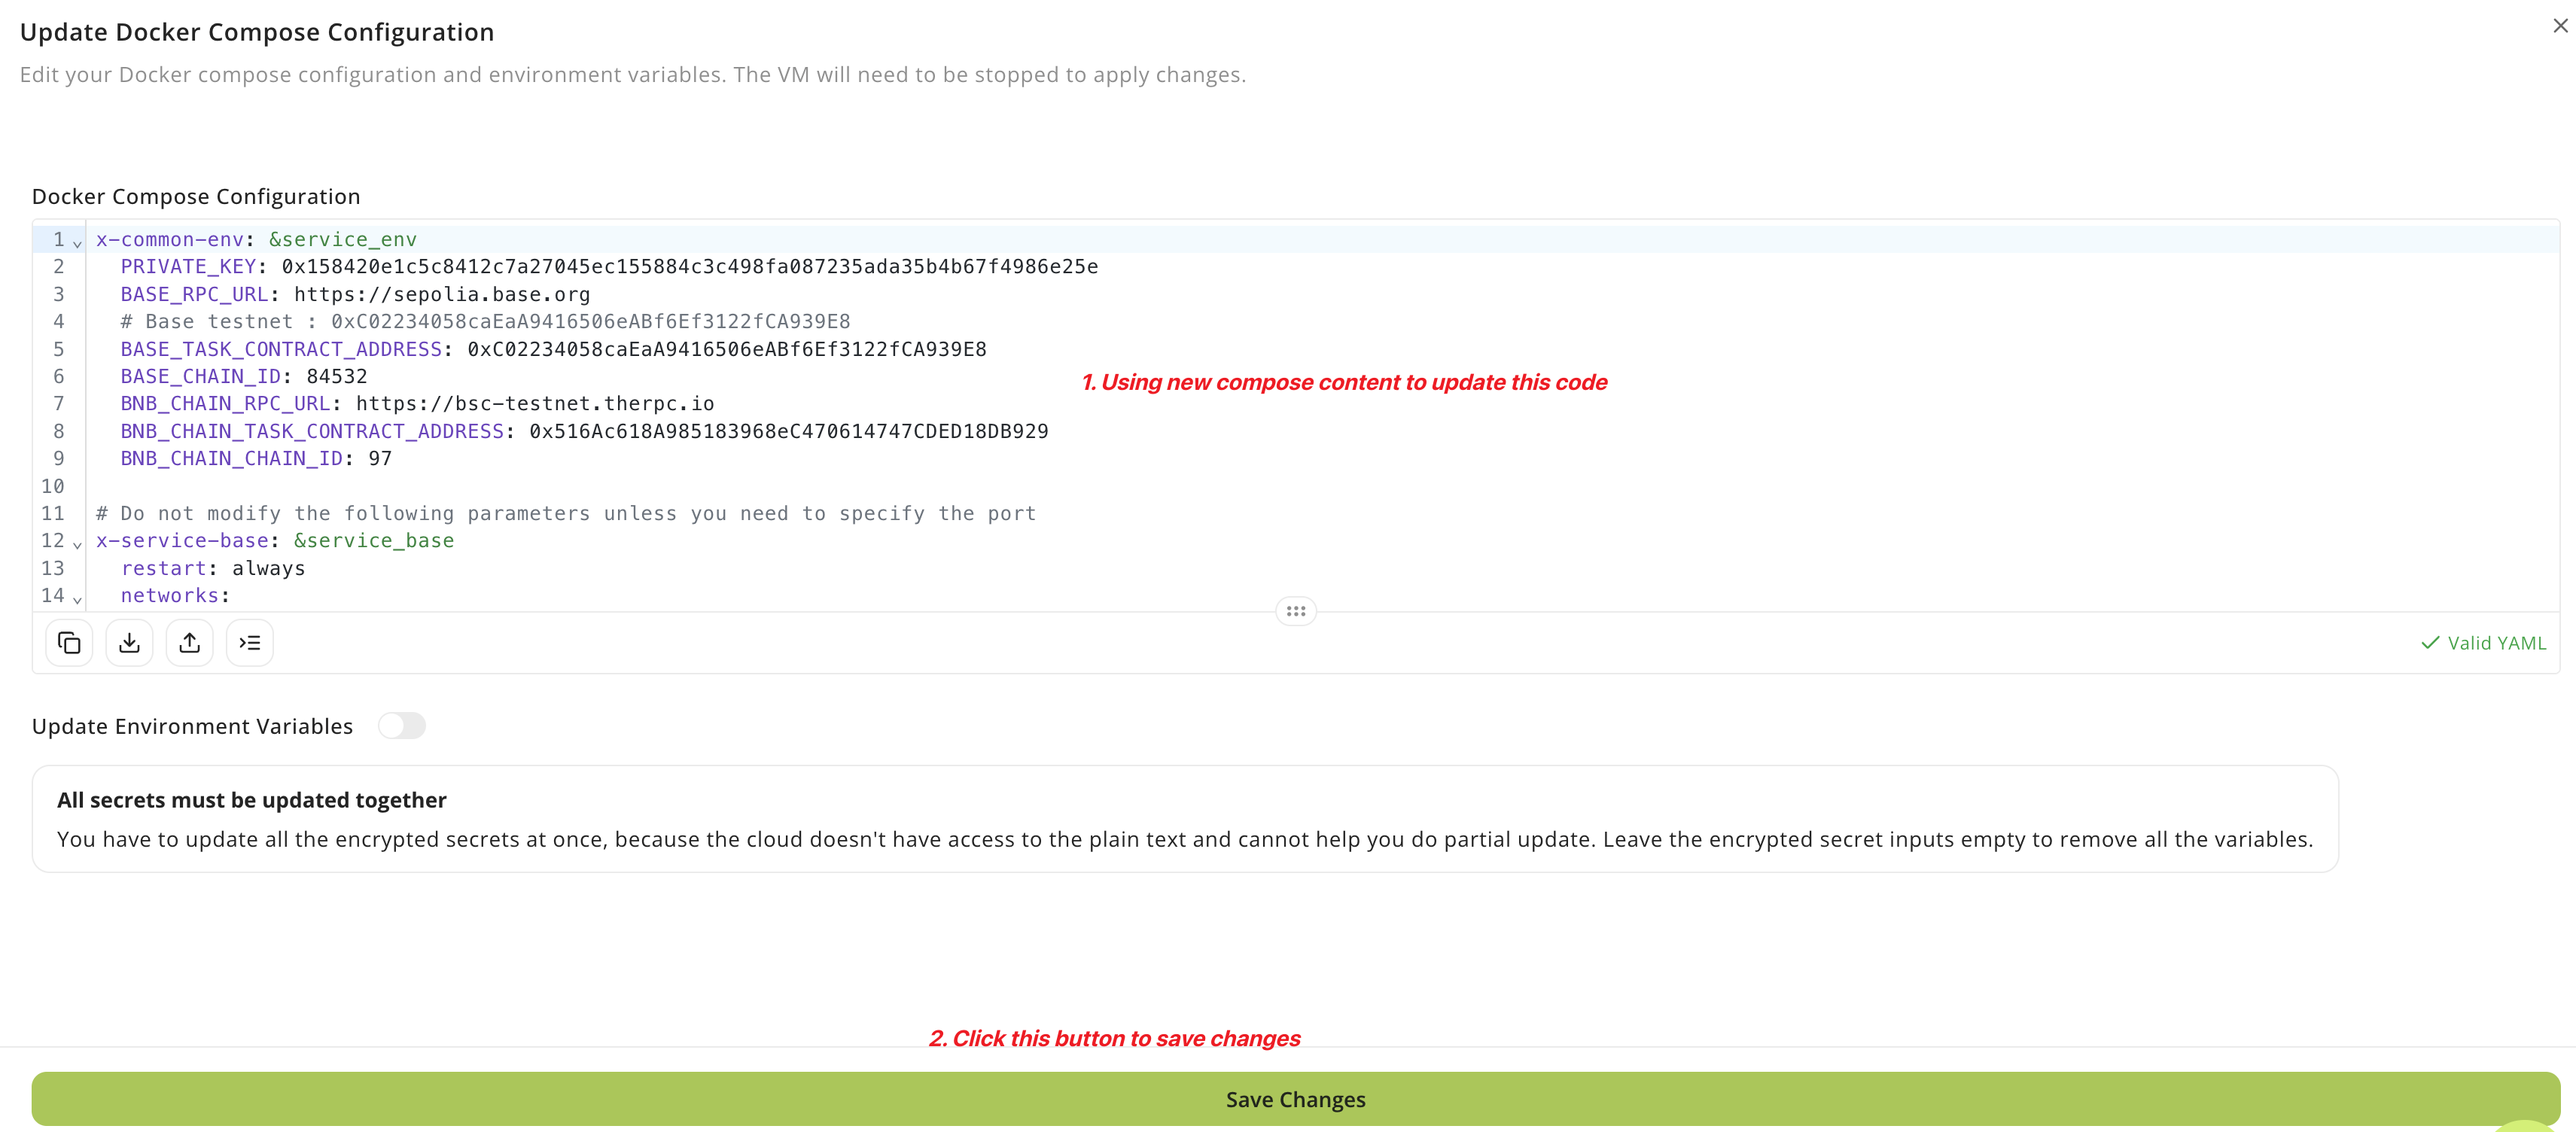 Update Docker Compose Configuration
Edit your Docker compose configuration and environment variables. The VM will need to be stopped to apply changes.
Docker Compose Configuration
1 x-common-env: &service_env
2 PRIVATE_KEY: 0x158420e1c5c8412c7a27045ec155884c3c498fa087235ada35b4b67f4986e25e
3 BASE_RPC_URL: https://sepolia.base.org
4 # Base testnet : 0xC02234058caEaA9416506eABf6Ef3122fCA939E8
5 BASE_TASK_CONTRACT_ADDRESS: 0xC02234058caEaA9416506eABf6Ef3122fCA939E8
6 BASE_CHAIN_ID: 84532
1. Using new compose content to update this code
7 BNB_CHAIN_RPC_URL: https://bsc-testnet.therpc.io
8 BNB_CHAIN_TASK_CONTRACT_ADDRESS: 0x516Ac618A985183968eC470614747CDED18DB929
9 BNB_CHAIN_CHAIN_ID: 97
10
11 # Do not modify the following parameters unless you need to specify the port
12 x-service-base: &service_base
13 restart: always
14 networks:
Valid YAML
Update Environment Variables
All secrets must be updated together
You have to update all the encrypted secrets at once, because the cloud doesn't have access to the plain text and cannot help you do partial update. Leave the encrypted secret inputs empty to remove all the variables.
2. Click this button to save changes
Save Changes